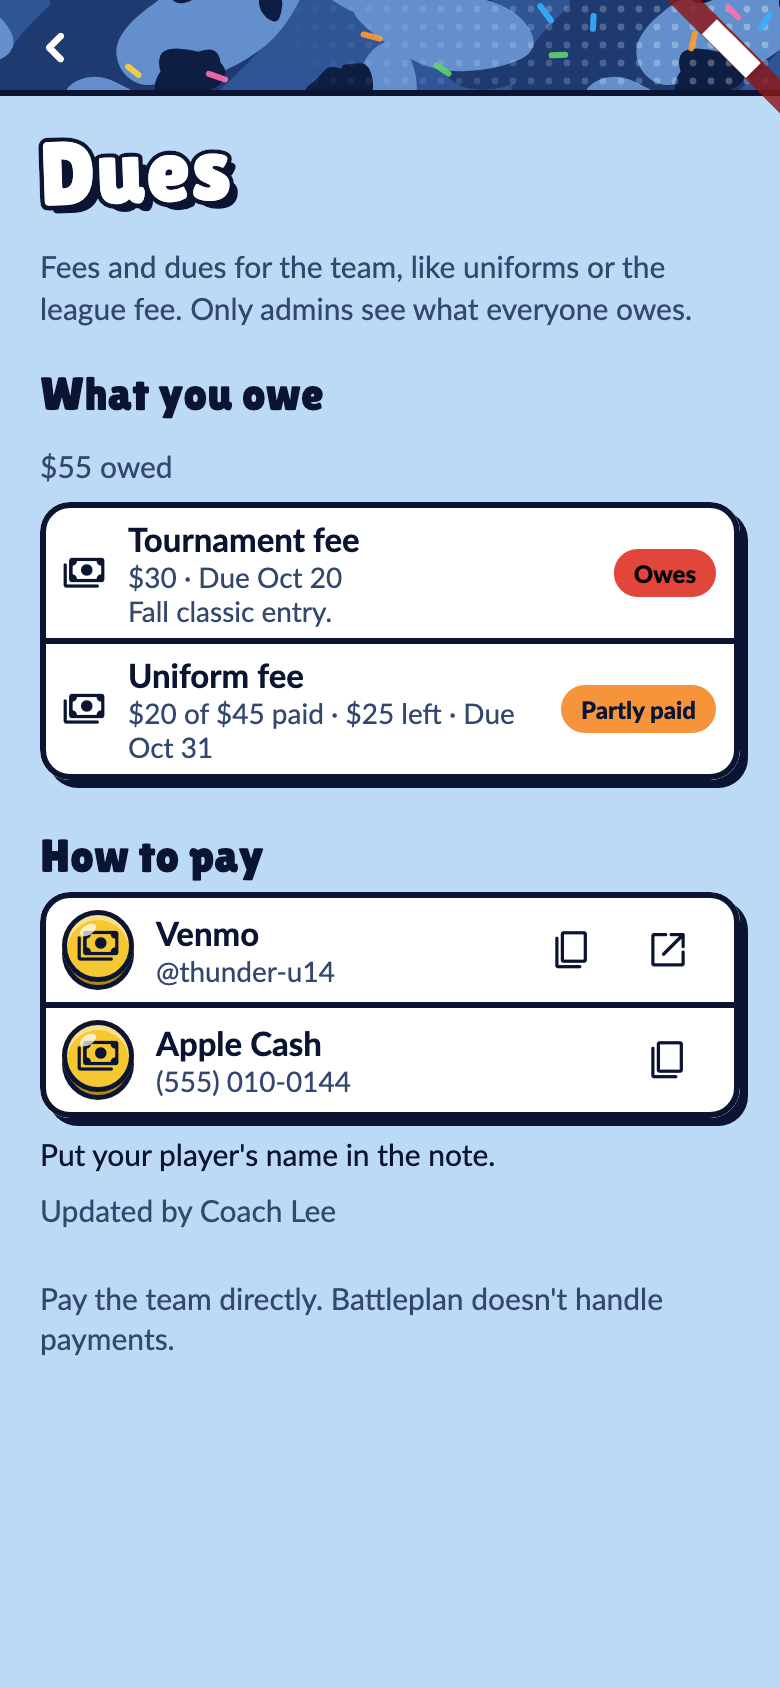 Dues
Fees and dues for the team, like uniforms or the
league fee. Only admins see what everyone owes.
What you owe
$55 owed
Tournament fee
$30 · Due Oct 20
Fall classic entry.
Owes
Uniform fee
$20 of $45 paid · $25 left · Due
Oct 31
Partly paid
How to pay
Venmo
@thunder-u14
Apple Cash
(555) 010-0144
Put your player's name in the note.
Updated by Coach Lee
Pay the team directly. Battleplan doesn't handle
payments.